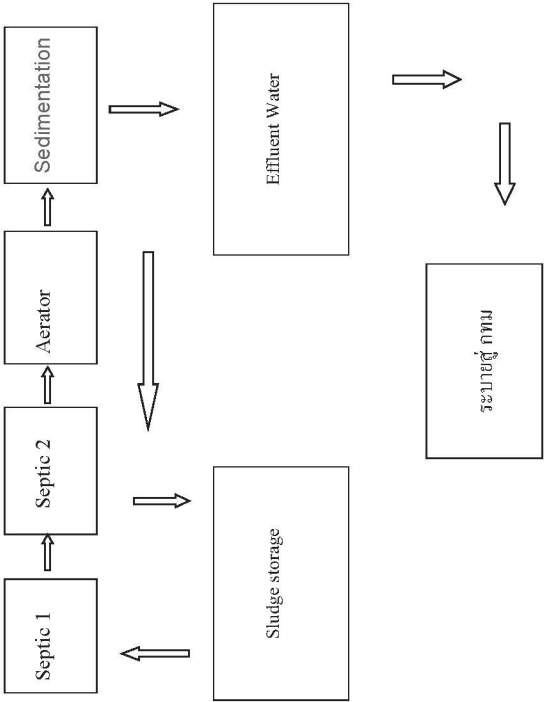 Septic 1
Septic 2
Aerator
Sedimentation
Sludge storage
Effluent Water
ระบายสู่ กทม